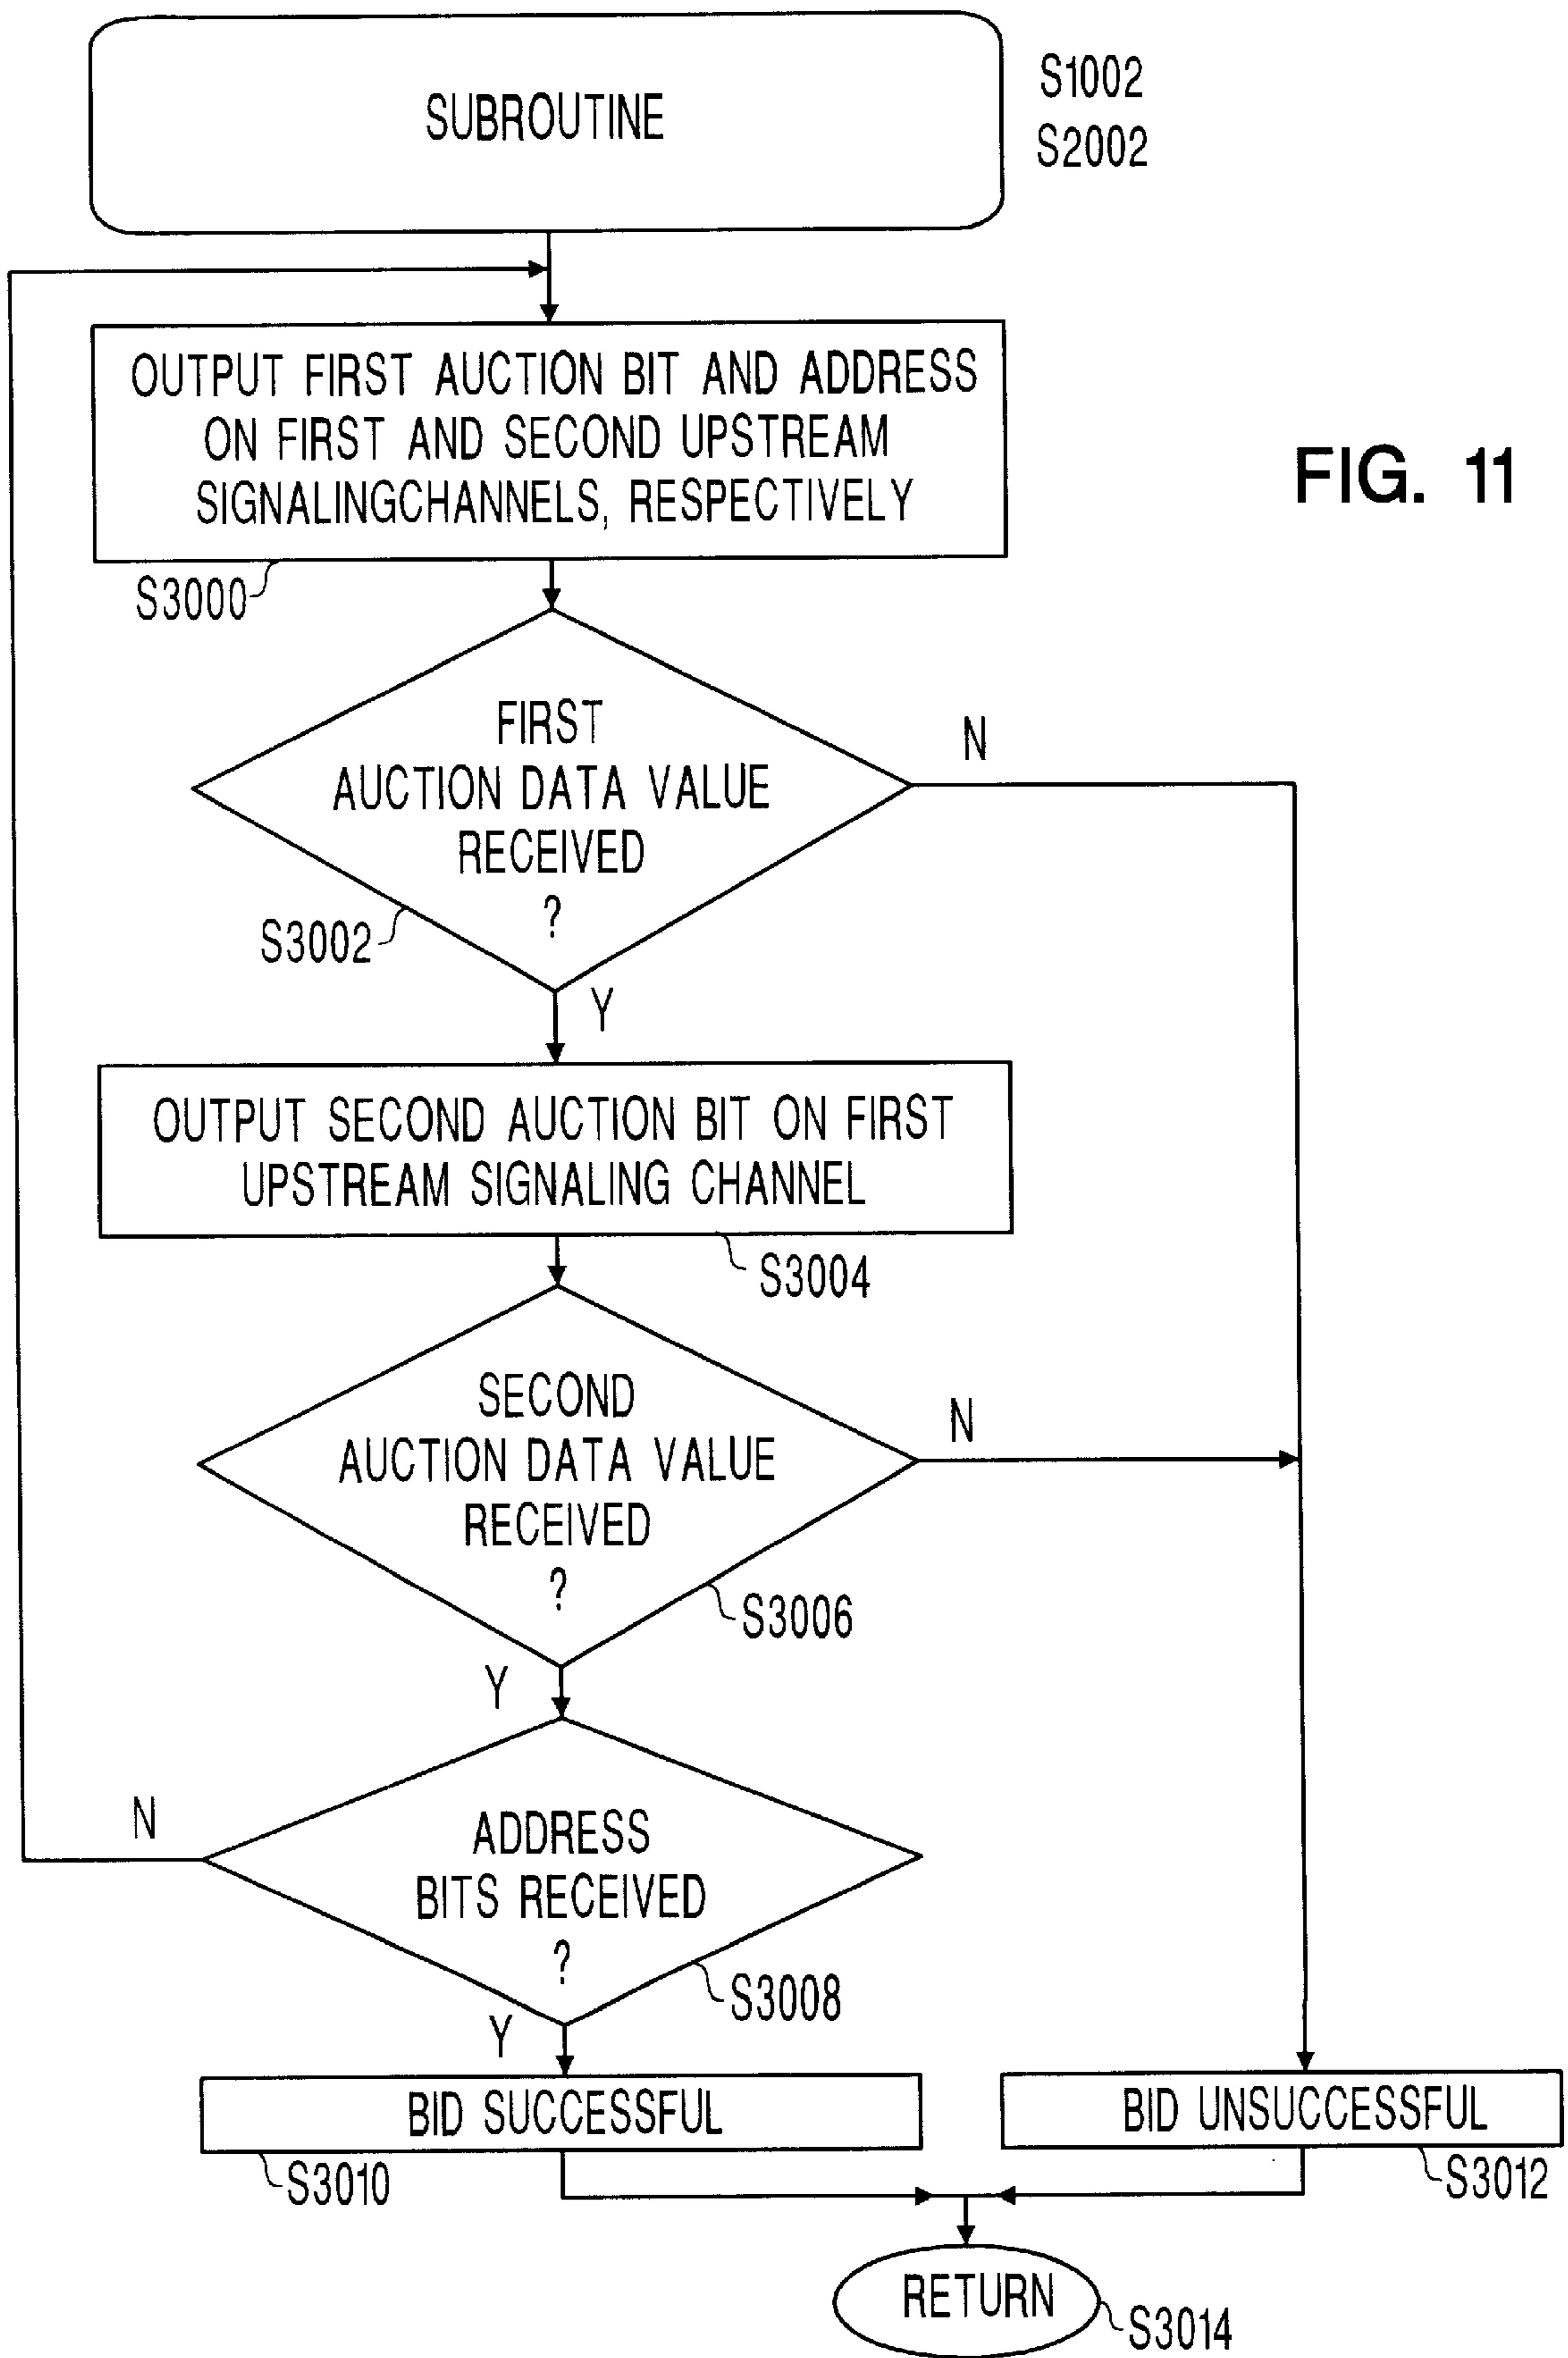 SUBROUTINE
S1002
S2002
OUTPUT FIRST AUCTION BIT AND ADDRESS
ON FIRST AND SECOND UPSTREAM
SIGNALINGCHANNELS, RESPECTIVELY
FIG. 11
S3000
FIRST
AUCTION DATA VALUE
RECEIVED
?
N
S3002
Y
OUTPUT SECOND AUCTION BIT ON FIRST
UPSTREAM SIGNALING CHANNEL
S3004
SECOND
AUCTION DATA VALUE
RECEIVED
?
N
S3006
Y
ADDRESS
BITS RECEIVED
?
N
S3008
Y
BID SUCCESSFUL
BID UNSUCCESSFUL
S3010
S3012
RETURN
S3014